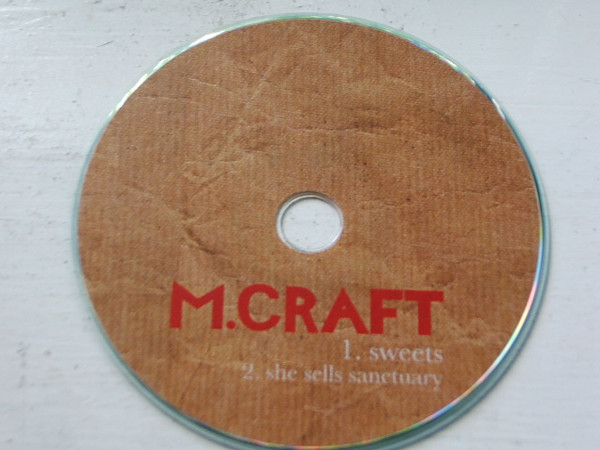 M.CRAFT
1. sweets
2. she sells sanctuary